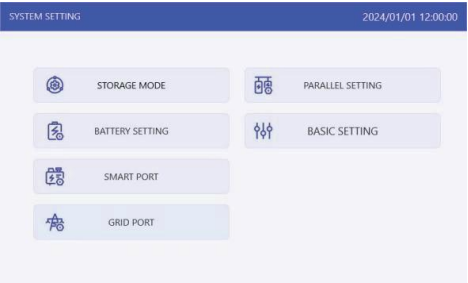 SYSTEM SETTING
2024/01/01 12:00:00
STORAGE MODE
PARALLEL SETTING
BATTERY SETTING
BASIC SETTING
SMART PORT
GRID PORT